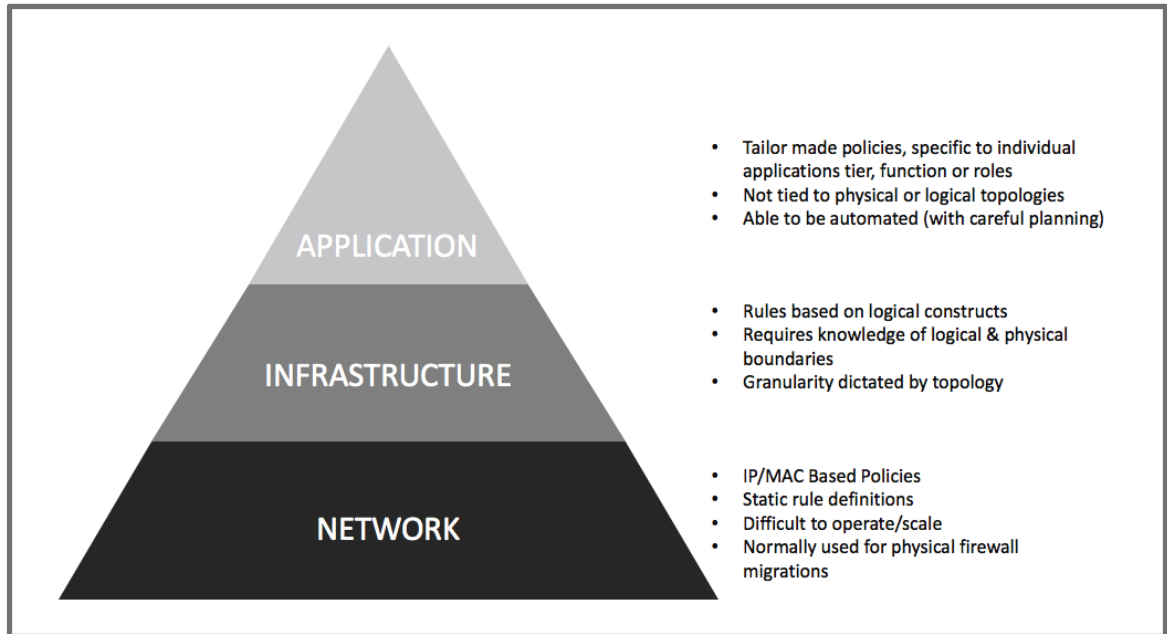 • Tailor made policies, specific to individual
applications tier, function or roles
• Not tied to physical or logical topologies
• Able to be automated (with careful planning)
APPLICATION
• Rules based on logical constructs
• Requires knowledge of logical & physical
boundaries
• Granularity dictated by topology
INFRASTRUCTURE
• IP/MAC Based Policies
• Static rule definitions
• Difficult to operate/scale
• Normally used for physical firewall
migrations
NETWORK